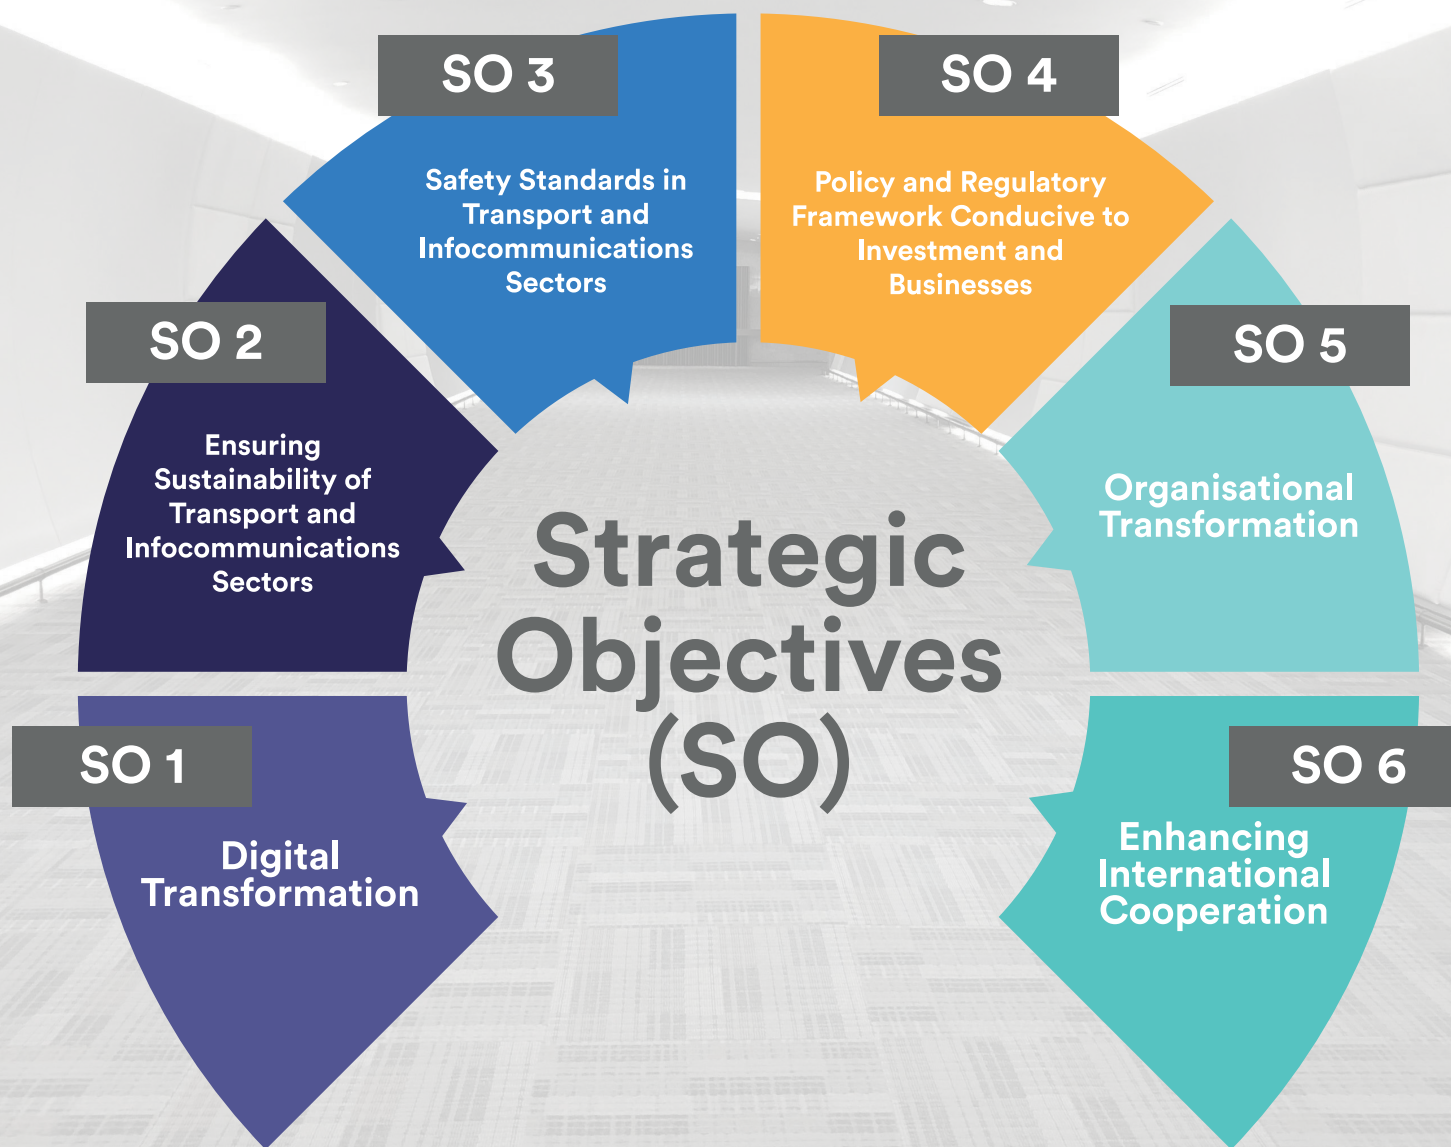 SO 3
Safety Standards in
Transport and
Infocommunications
Sectors
SO 4
Policy and Regulatory
Framework Conducive to
Investment and
Businesses
SO 2
Ensuring
Sustainability of
Transport and
Infocommunications
Sectors
SO 5
Organisational
Transformation
Strategic
Objectives
(SO)
SO 1
Digital
Transformation
SO 6
Enhancing
International
Cooperation